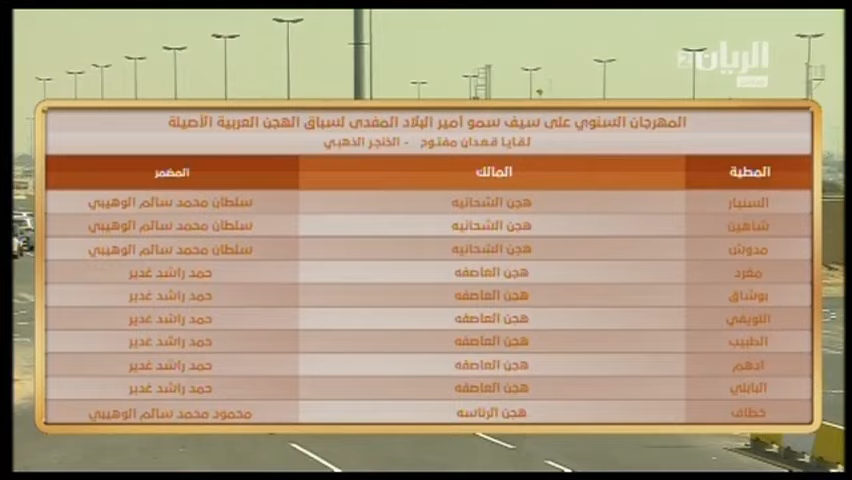 الريان 2
المهرجان السنوي على سيف سمو أمير البلاد المفدى لسباق الهجن العربية الأصيلة
لقايا قعدان مفتوح - الخنجر الذهبي
المطية المالك المضمر
السنيار هجن الشحانيه سلطان محمد سالم الوهيبي
شاهين هجن الشحانيه سلطان محمد سالم الوهيبي
مدوش هجن الشحانيه سلطان محمد سالم الوهيبي
مفرد هجن العاصفه حمد راشد غدير
بوشاق هجن العاصفه حمد راشد غدير
اللويفي هجن العاصفه حمد راشد غدير
الطبيب هجن العاصفه حمد راشد غدير
ادهم هجن العاصفه حمد راشد غدير
البابلي هجن العاصفه حمد راشد غدير
خطاف هجن الرئاسه محمود محمد سالم الوهيبي